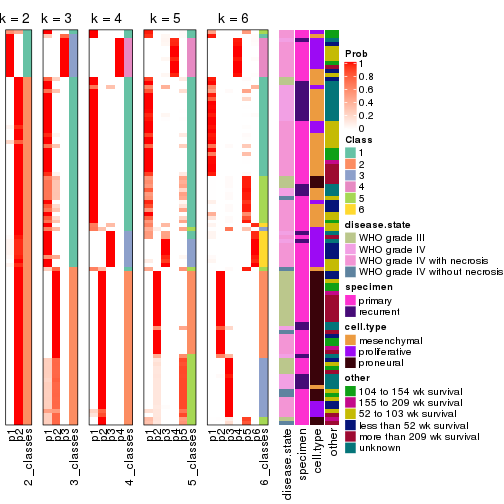 k = 2 k = 3 k = 4 k = 5 k = 6
Prob
1
0.8
0.6
0.4
0.2
0
Class
1
2
3
4
5
6
disease.state
WHO grade III
WHO grade IV
WHO grade IV with necrosis
WHO grade IV without necrosis
specimen
primary
recurrent
cell.type
mesenchymal
proliferative
proneural
other
104 to 154 wk survival
155 to 209 wk survival
52 to 103 wk survival
less than 52 wk survival
more than 209 wk survival
unknown
p1
p2
2_classes
p1
p2
p3
3_classes
p1
p2
p3
p4
4_classes
p1
p2
p3
p4
p5
5_classes
p1
p2
p3
p4
p5
p6
6_classes
disease.state
specimen
cell.type
other